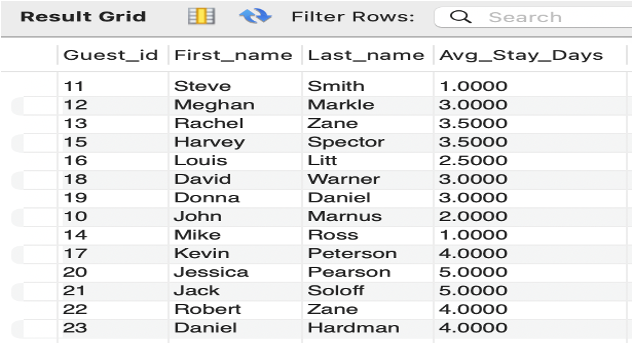 Result Grid Filter Rows: Search
Guest_id First_name Last_name Avg_Stay_Days
11 Steve Smith 1.0000
12 Meghan Markle 3.0000
13 Rachel Zane 3.5000
15 Harvey Spector 3.5000
16 Louis Litt 2.5000
18 David Warner 3.0000
19 Donna Daniel 3.0000
10 John Marnus 2.0000
14 Mike Ross 1.0000
17 Kevin Peterson 4.0000
20 Jessica Pearson 5.0000
21 Jack Soloff 5.0000
22 Robert Zane 4.0000
23 Daniel Hardman 4.0000